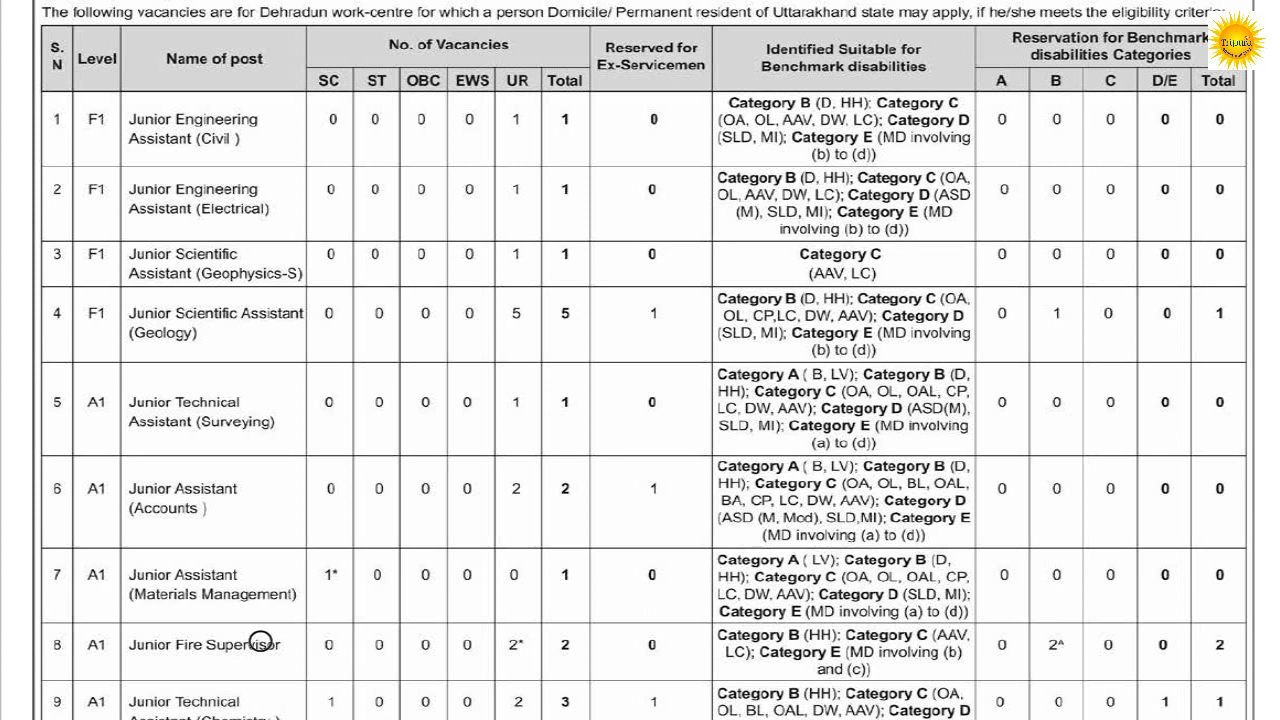 The following vacancies are for Dehradun work-centre for which a person Domicile/ Permanent resident of Uttarakhand state may apply, if he/she meets the eligibility criteria:
S. N | Level | Name of post | No. of Vacancies | Reserved for Ex-Servicemen | Identified Suitable for Benchmark disabilities | Reservation for Benchmark disabilities Categories
SC ST OBC EWS UR Total | A B C D/E Total
Tripura
1 F1 Junior Engineering Assistant (Civil ) 0 0 0 0 1 1 0 Category B (D, HH); Category C (OA, OL, AAV, DW, LC); Category D (SLD, MI); Category E (MD involving (b) to (d)) 0 0 0 0 0
2 F1 Junior Engineering Assistant (Electrical) 0 0 0 0 1 1 0 Category B (D, HH); Category C (OA, OL, AAV, DW, LC); Category D (ASD (M), SLD, MI); Category E (MD involving (b) to (d)) 0 0 0 0 0
3 F1 Junior Scientific Assistant (Geophysics-S) 0 0 0 0 1 1 0 Category C (AAV, LC) 0 0 0 0 0
4 F1 Junior Scientific Assistant (Geology) 0 0 0 0 5 5 1 Category B (D, HH); Category C (OA, OL, CP,LC, DW, AAV); Category D (SLD, MI); Category E (MD involving (b) to (d)) 0 1 0 0 1
5 A1 Junior Technical Assistant (Surveying) 0 0 0 0 1 1 0 Category A ( B, LV); Category B (D, HH); Category C (OA, OL, OAL, CP, LC, DW, AAV); Category D (ASD(M), SLD, MI); Category E (MD involving (a) to (d)) 0 0 0 0 0
6 A1 Junior Assistant (Accounts ) 0 0 0 0 2 2 1 Category A ( B, LV); Category B (D, HH); Category C (OA, OL, BL, OAL, BA, CP, LC, DW, AAV); Category D (ASD (M, Mod), SLD,MI); Category E (MD involving (a) to (d)) 0 0 0 0 0
7 A1 Junior Assistant (Materials Management) 1* 0 0 0 0 1 0 Category A ( LV); Category B (D, HH); Category C (OA, OL, OAL, CP, LC, DW, AAV); Category D (SLD, MI); Category E (MD involving (a) to (d)) 0 0 0 0 0
8 A1 Junior Fire Supervisor 0 0 0 0 2* 2 0 Category B (HH); Category C (AAV, LC); Category E (MD involving (b) and (c)) 0 2^ 0 0 2
9 A1 Junior Technical Assistant (Chemistry ) 1 0 0 0 2 3 1 Category B (HH); Category C (OA, OL, BL, OAL, DW, AAV); Category D 0 0 0 1 1